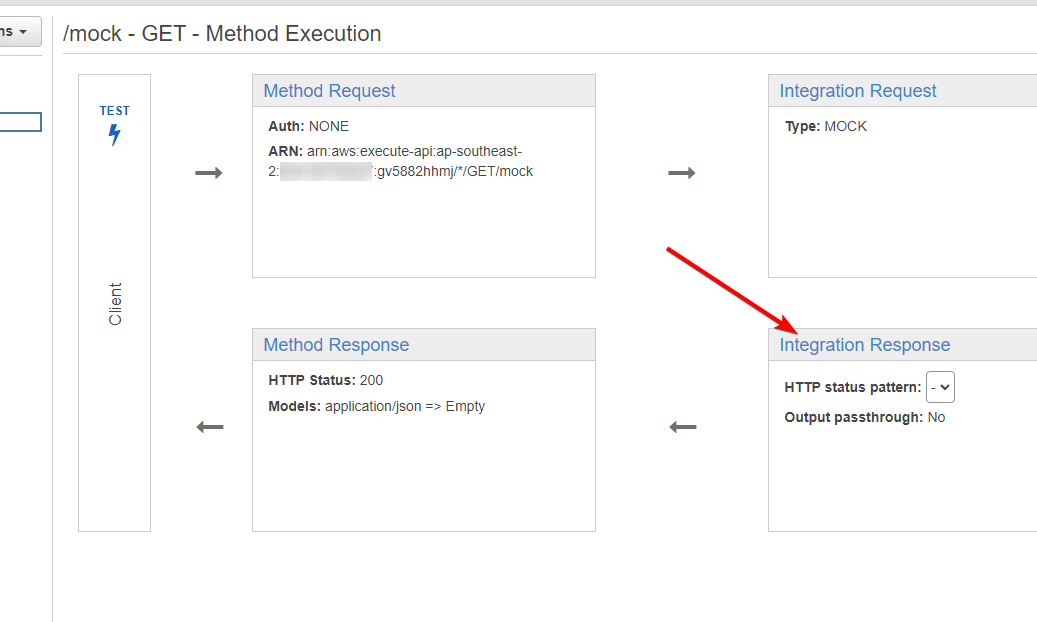 ns
/mock - GET - Method Execution
TEST
Client
Method Request
Auth: NONE
ARN: arn:aws:execute-api:ap-southeast-
2: :gv5882hhmj/*/GET/mock
Integration Request
Type: MOCK
Method Response
HTTP Status: 200
Models: application/json => Empty
Integration Response
HTTP status pattern: -
Output passthrough: No